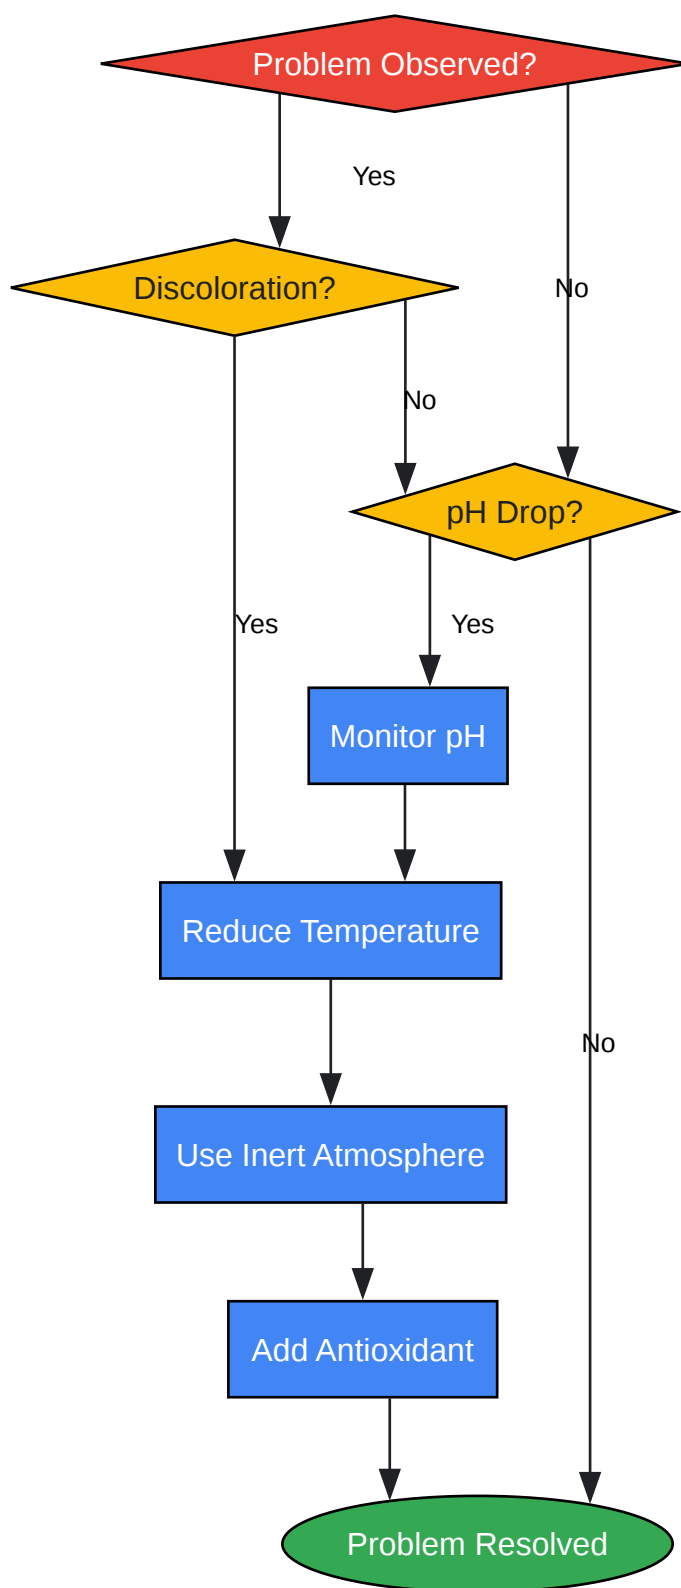 Problem Observed?
Yes
Discoloration?
No
No
pH Drop?
Yes
Yes
Monitor pH
Reduce Temperature
No
Use Inert Atmosphere
Add Antioxidant
Problem Resolved